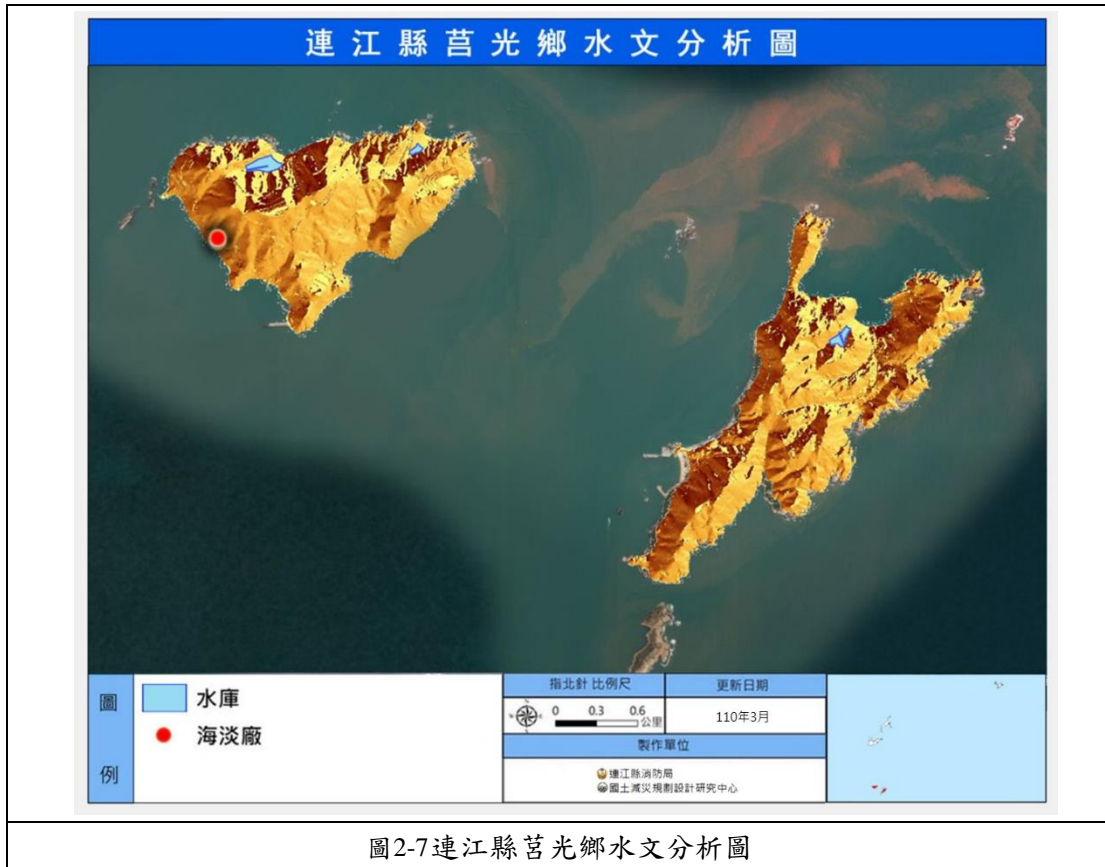 連江縣莒光鄉水文分析圖
圖例
水庫
海淡廠
指北針 比例尺
0 0.3 0.6
公里
更新日期
110年3月
製作單位
連江縣消防局
國土減災規劃設計研究中心
圖2-7連江縣莒光鄉水文分析圖